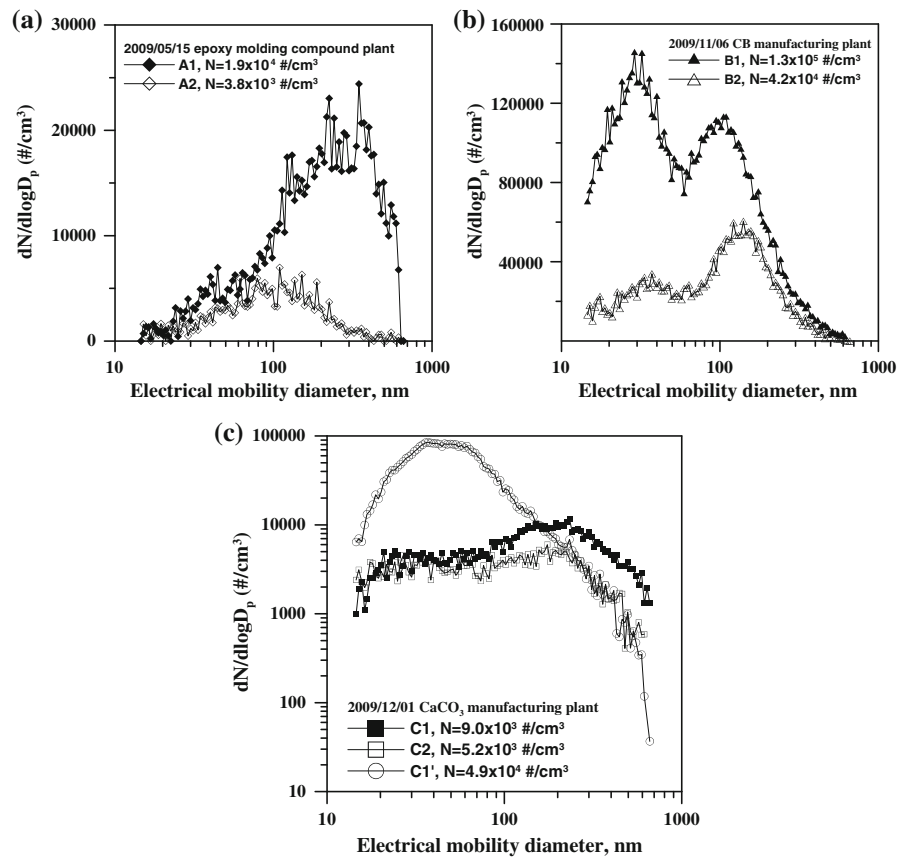 (a)
30000
20000
10000
0
dN/dlogDₚ (#/cm³)
2009/05/15 epoxy molding compound plant
A1, N=1.9x10⁴ #/cm³
A2, N=3.8x10³ #/cm³
10 100 1000
Electrical mobility diameter, nm
(b)
160000
120000
80000
40000
dN/dlogDₚ (#/cm³)
2009/11/06 CB manufacturing plant
B1, N=1.3x10⁵ #/cm³
B2, N=4.2x10⁴ #/cm³
10 100 1000
Electrical mobility diameter, nm
(c)
100000
10000
1000
100
10
dN/dlogDₚ (#/cm³)
2009/12/01 CaCO₃ manufacturing plant
C1, N=9.0x10³ #/cm³
C2, N=5.2x10³ #/cm³
C1', N=4.9x10⁴ #/cm³
10 100 1000
Electrical mobility diameter, nm